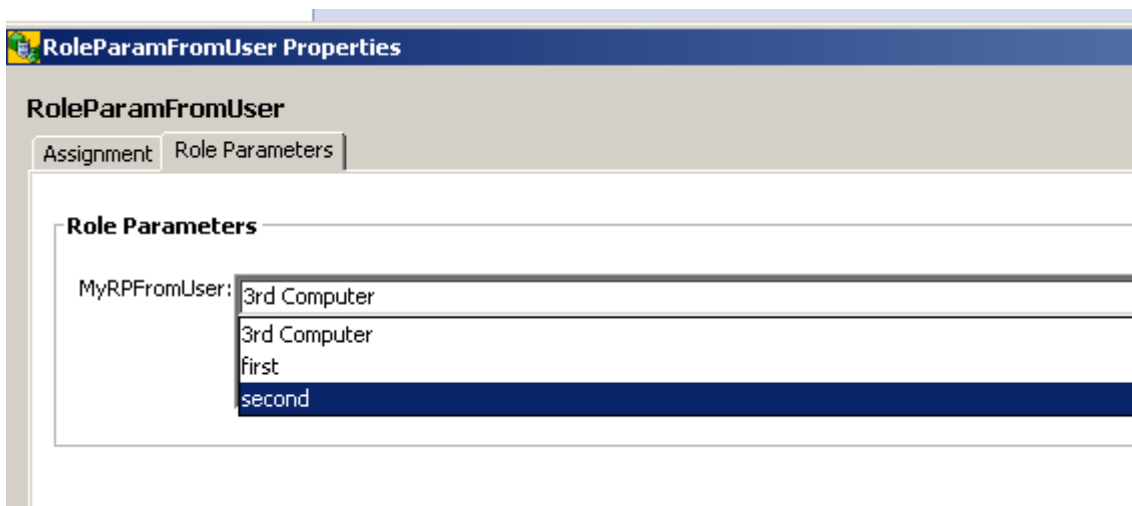 RoleParamFromUser Properties
RoleParamFromUser
Assignment Role Parameters
Role Parameters
MyRPFromUser: 3rd Computer
3rd Computer
first
second